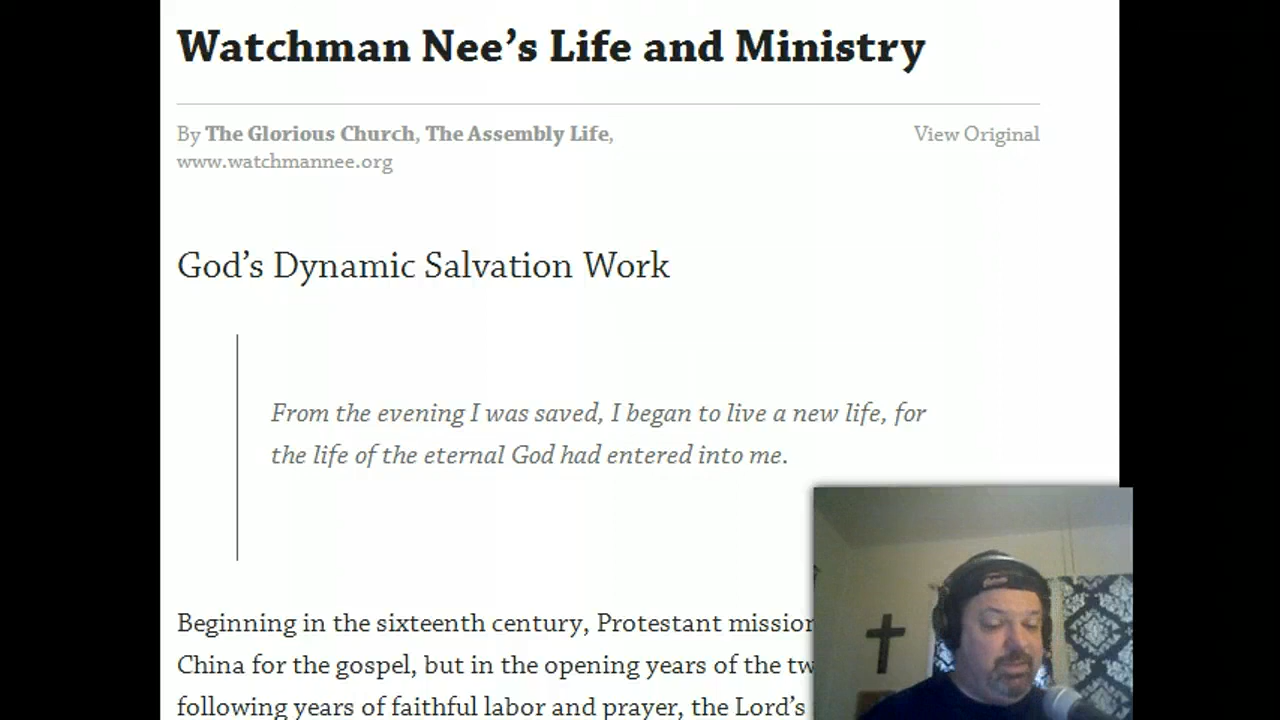 Watchman Nee's Life and Ministry
By The Glorious Church, The Assembly Life,
View Original
www.watchmannee.org
God's Dynamic Salvation Work
From the evening I was saved, I began to live a new life, for
the life of the eternal God had entered into me.
Beginning in the sixteenth century, Protestant
China for the gospel, but in the opening years of the
following years of faithful labor and prayer, the Lord's